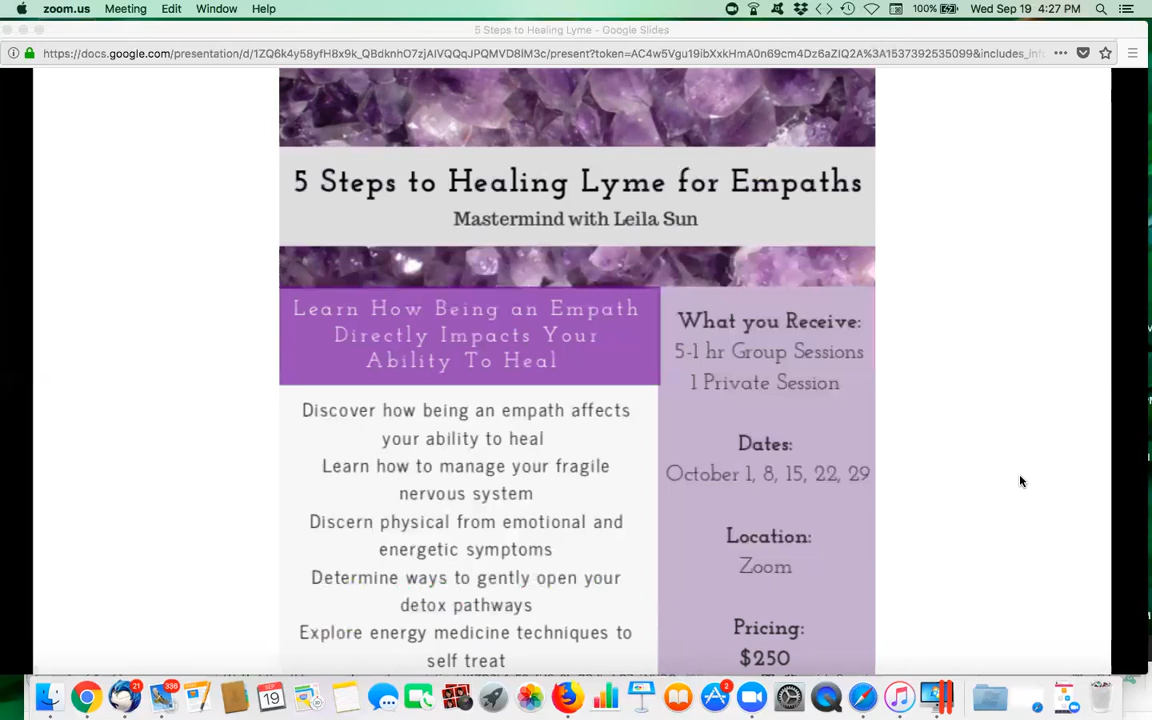 zoom.us Meeting Edit Window Help 100% Wed Sep 19 4:27 PM
5 Steps to Healing Lyme - Google Slides
5 Steps to Healing Lyme for Empaths
Mastermind with Leila Sun
Learn How Being an Empath
Directly Impacts Your
Ability To Heal
Discover how being an empath affects
your ability to heal
Learn how to manage your fragile
nervous system
Discern physical from emotional and
energetic symptoms
Determine ways to gently open your
detox pathways
Explore energy medicine techniques to
self treat
What you Receive:
5-1 hr Group Sessions
1 Private Session
Dates:
October 1, 8, 15, 22, 29
Location:
Zoom
Pricing:
$250
21
336
SEP
19
2